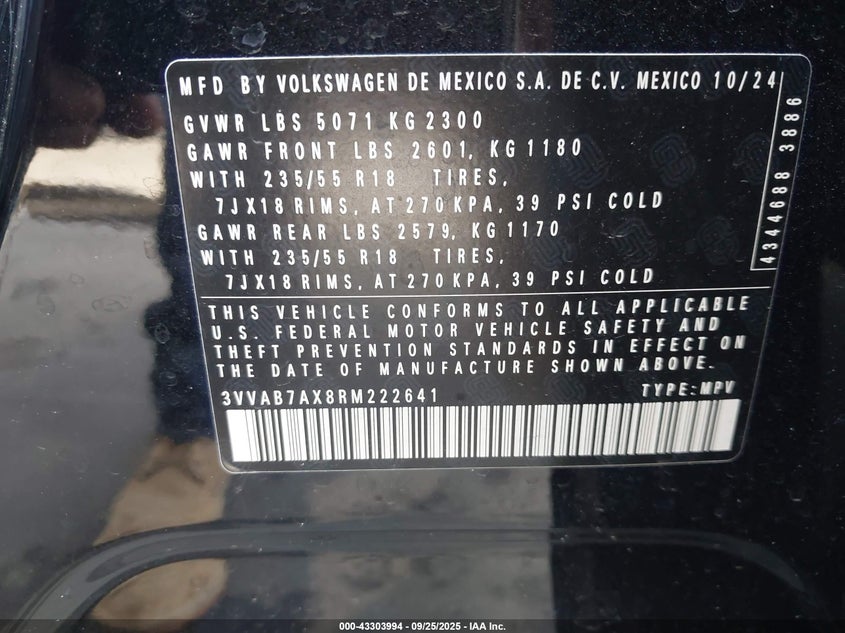 MFD BY VOLKSWAGEN DE MEXICO S.A. DE C.V. MEXICO 10/24
GVWR LBS 5071 KG 2300
GAWR FRONT LBS 2601, KG 1180
WITH 235/55 R18 TIRES,
7JX18 RIMS, AT 270 KPA, 39 PSI COLD
GAWR REAR LBS 2579, KG 1170
WITH 235/55 R18 TIRES,
7JX18 RIMS, AT 270 KPA, 39 PSI COLD
4344688 3886
THIS VEHICLE CONFORMS TO ALL APPLICABLE
U.S. FEDERAL MOTOR VEHICLE SAFETY AND
THEFT PREVENTION STANDARDS IN EFFECT ON
THE DATE OF MANUFACTURE SHOWN ABOVE.
3VVAB7AX8RM222641 TYPE:MPV
000-43303994 - 09/25/2025 - IAA Inc.